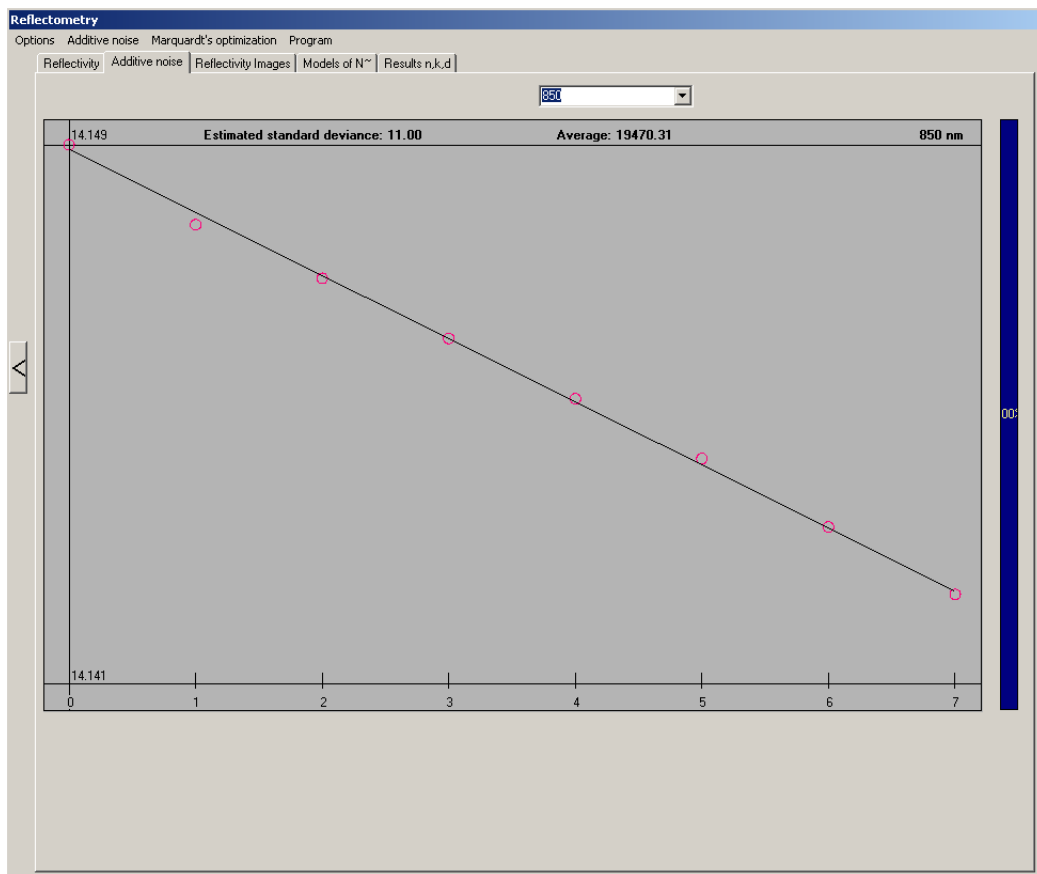 Reflectometry
Options Additive noise Marquardt's optimization Program
Reflectivity Additive noise Reflectivity Images Models of N~ Results n,k,d
850
14.149 Estimated standard deviance: 11.00 Average: 19470.31 850 nm
<
00%
14.141
0 1 2 3 4 5 6 7